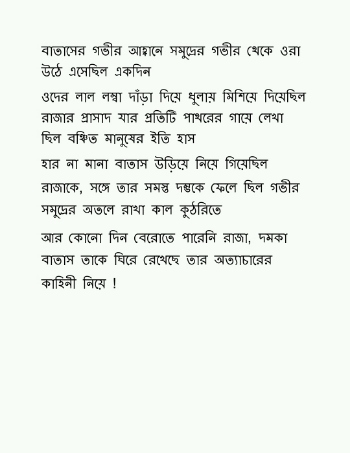 বাতাসের গভীর আহ্বানে সমুদ্রের গভীর থেকে ওরা
উঠে এসেছিল একদিন
ওদের লাল লম্বা দাঁড়া দিয়ে ধুলায় মিশিয়ে দিয়েছিল
রাজার প্রাসাদ যার প্রতিটি পাথরের গায়ে লেখা
ছিল বঞ্চিত মানুষের ইতি হাস
হার না মানা বাতাস উড়িয়ে নিয়ে গিয়েছিল
রাজাকে, সঙ্গে তার সমস্ত দম্ভকে ফেলে ছিল গভীর
সমুদ্রের অতলে রাখা কাল কুঠরিতে
আর কোনো দিন বেরোতে পারেনি রাজা, দমকা
বাতাস তাকে ঘিরে রেখেছে তার অত্যাচারের
কাহিনী নিয়ে !